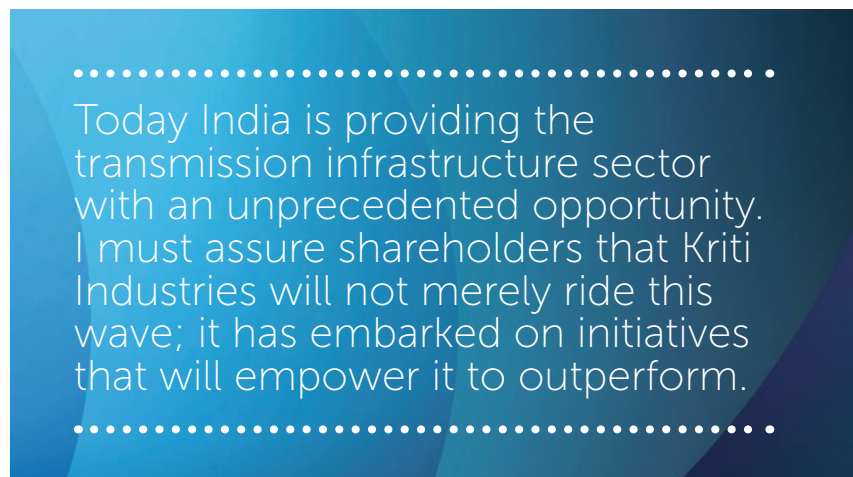 Today India is providing the
transmission infrastructure sector
with an unprecedented opportunity.
I must assure shareholders that Kriti
Industries will not merely ride this
wave; it has embarked on initiatives
that will empower it to outperform.